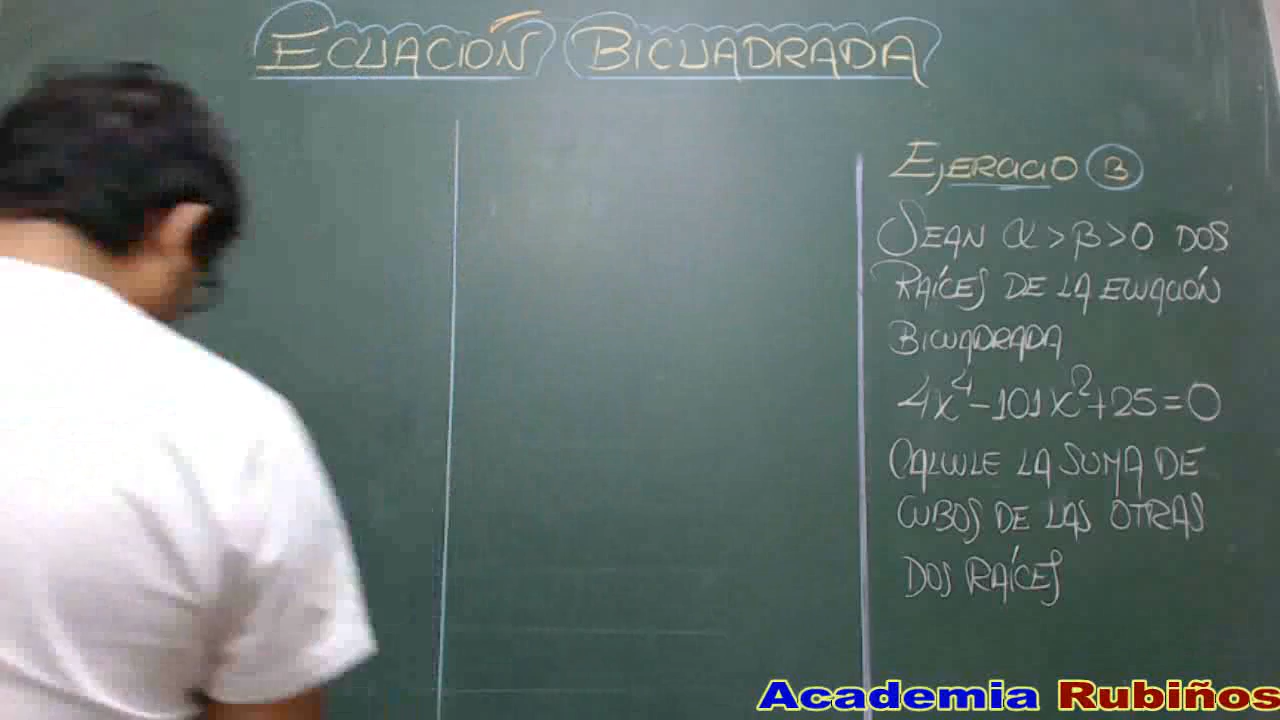 ECUACIÓN BICUADRADA
EJERCICIO 3
SEAN α > β > 0 DOS
RAÍCES DE LA ECUACIÓN
BICUADRADA
4x⁴-101x²+25=0
CALCULE LA SUMA DE
CUBOS DE LAS OTRAS
DOS RAÍCES
Academia Rubiños